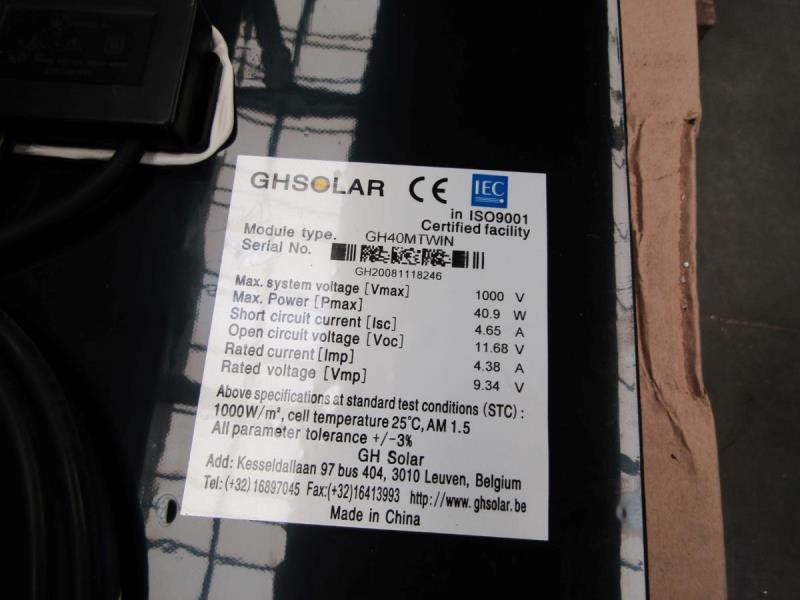 GHSOLAR CE IEC
in ISO9001
Certified facility
Module type. GH40MTWIN
Serial No.
GH20081118246
Max. system voltage [Vmax] 1000 V
Max. Power [Pmax] 40.9 W
Short circuit current [Isc] 4.65 A
Open circuit voltage [Voc] 11.68 V
Rated current [Imp] 4.38 A
Rated voltage [Vmp] 9.34 V
Above specifications at standard test conditions (STC) :
1000W/m², cell temperature 25℃, AM 1.5
All parameter tolerance +/-3%
GH Solar
Add: Kesseldallaan 97 bus 404, 3010 Leuven, Belgium
Tel:(+32)16897045 Fax:(+32)16413993 http://www.ghsolar.be
Made in China